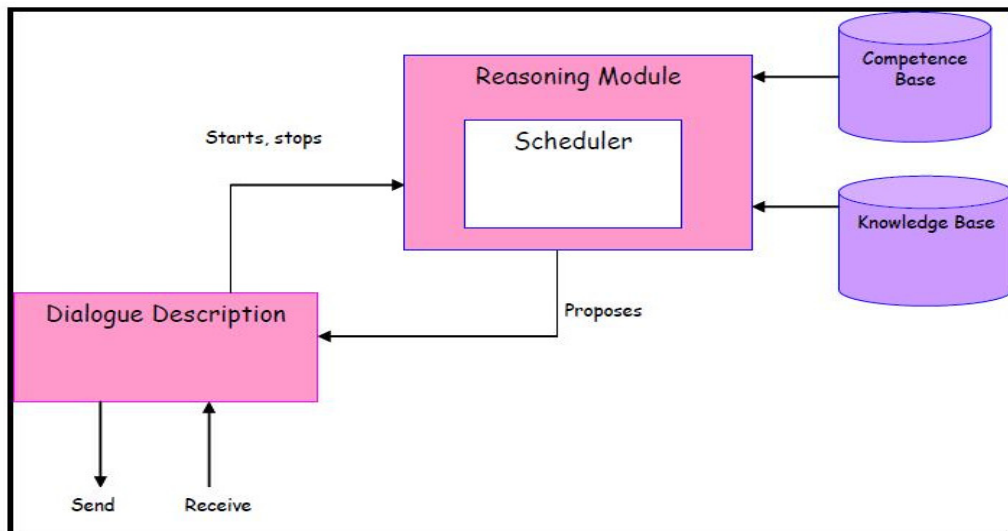 Competence
Base
Reasoning Module
Scheduler
Starts, stops
Knowledge Base
Dialogue Description
Proposes
Send
Receive